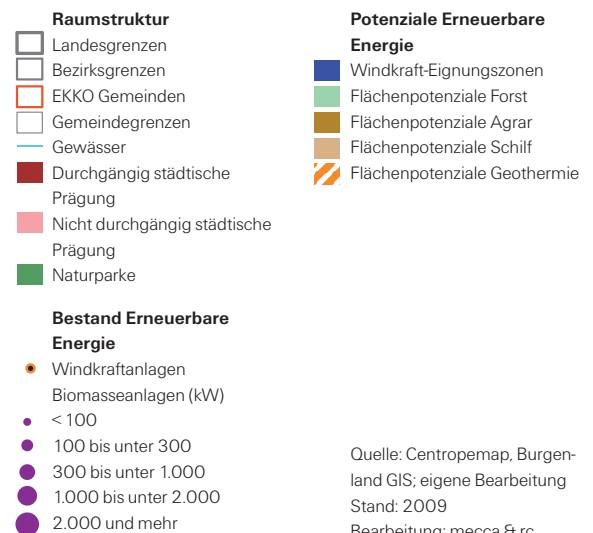 Raumstruktur
Landesgrenzen
Bezirksgrenzen
EKKO Gemeinden
Gemeindegrenzen
Gewässer
Durchgängig städtische
Prägung
Nicht durchgängig städtische
Prägung
Naturparke
Bestand Erneuerbare
Energie
Windkraftanlagen
Biomasseanlagen (kW)
< 100
100 bis unter 300
300 bis unter 1.000
1.000 bis unter 2.000
2.000 und mehr
Potenziale Erneuerbare
Energie
Windkraft-Eignungszonen
Flächenpotenziale Forst
Flächenpotenziale Agrar
Flächenpotenziale Schilf
Flächenpotenziale Geothermie
Quelle: Centropemap, Burgen-
land GIS; eigene Bearbeitung
Stand: 2009
Bearbeitung: mecca & rc